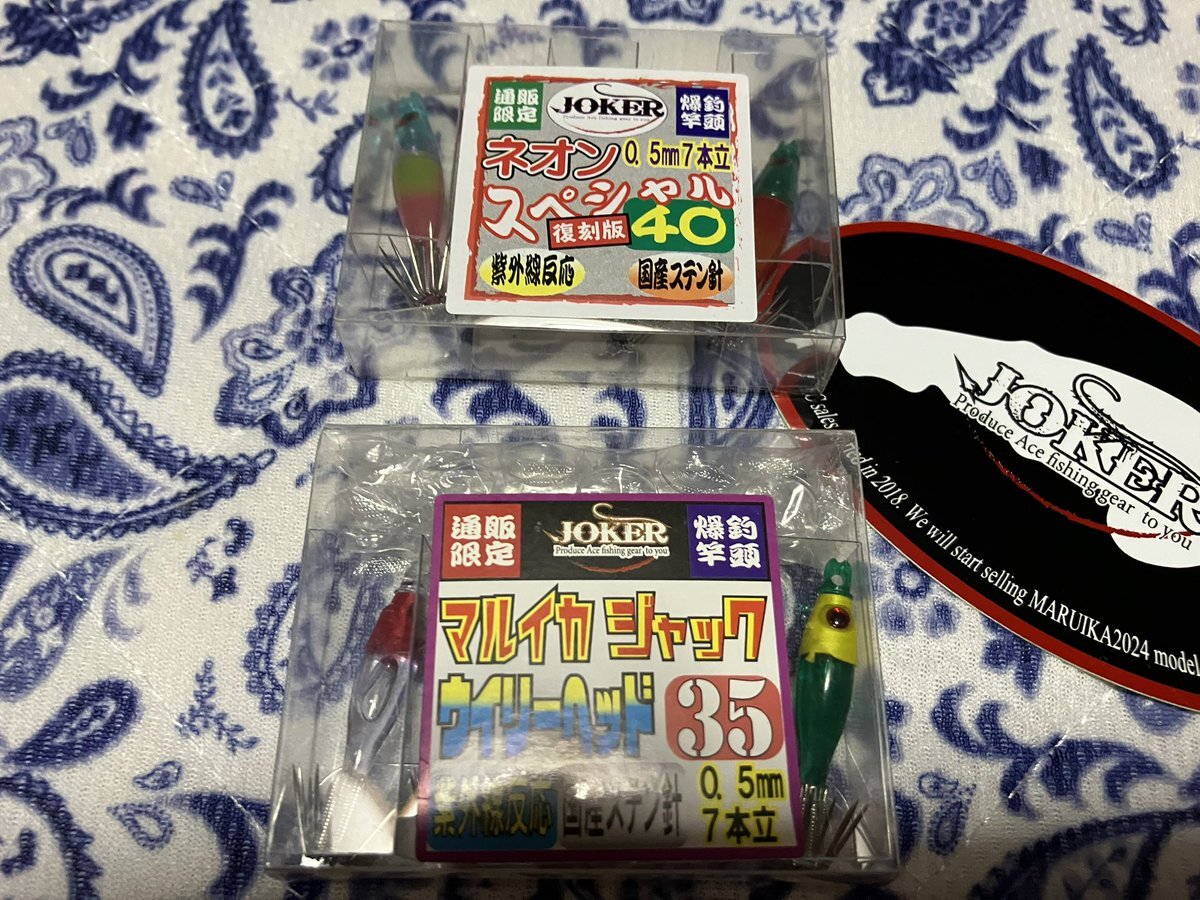 通販
限定
JOKER
Produce Ace fishing gear to you
爆釣
竿頭
ネオン 0.5mm7本立
スペシャル
復刻版 40
紫外線反応 国産ステン針
通販
限定
JOKER
Produce Ace fishing gear to you
爆釣
竿頭
マルイカ ジャック
ウイリーヘッド 35
紫外線反応 国産ステン針
0.5mm
7本立
JOKER
Produce Ace fishing gear to you
in 2018. We will start selling MARUIKA2024 model